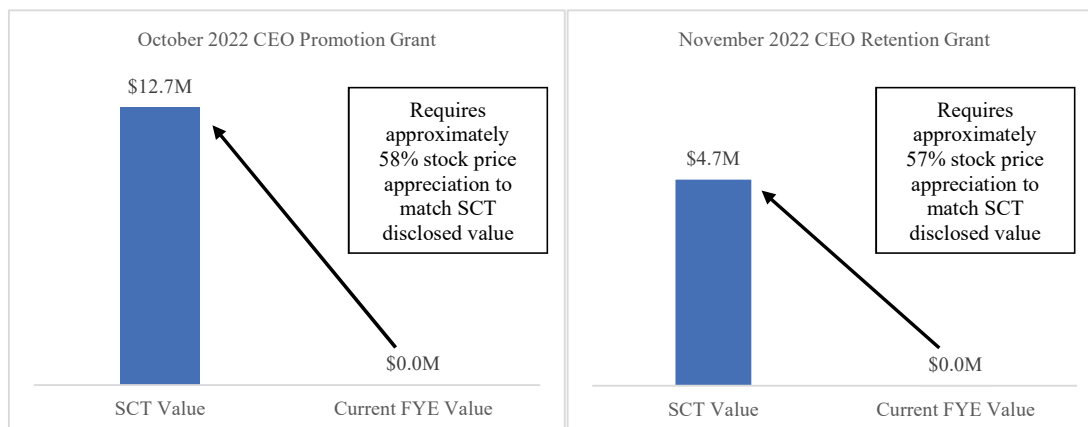 October 2022 CEO Promotion Grant
$12.7M
Requires
approximately
58% stock price
appreciation to
match SCT
disclosed value
$0.0M
SCT Value
Current FYE Value
November 2022 CEO Retention Grant
$4.7M
Requires
approximately
57% stock price
appreciation to
match SCT
disclosed value
$0.0M
SCT Value
Current FYE Value